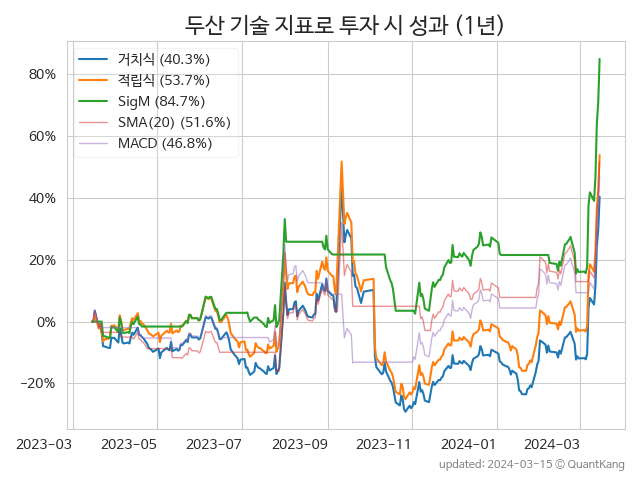 두산 기술 지표로 투자 시 성과 (1년)
거치식 (40.3%)
적립식 (53.7%)
SigM (84.7%)
SMA(20) (51.6%)
MACD (46.8%)
80%
60%
40%
20%
0%
−20%
2023−03 2023−05 2023−07 2023−09 2023−11 2024−01 2024−03
updated: 2024−03−15 ⓒ QuantKang